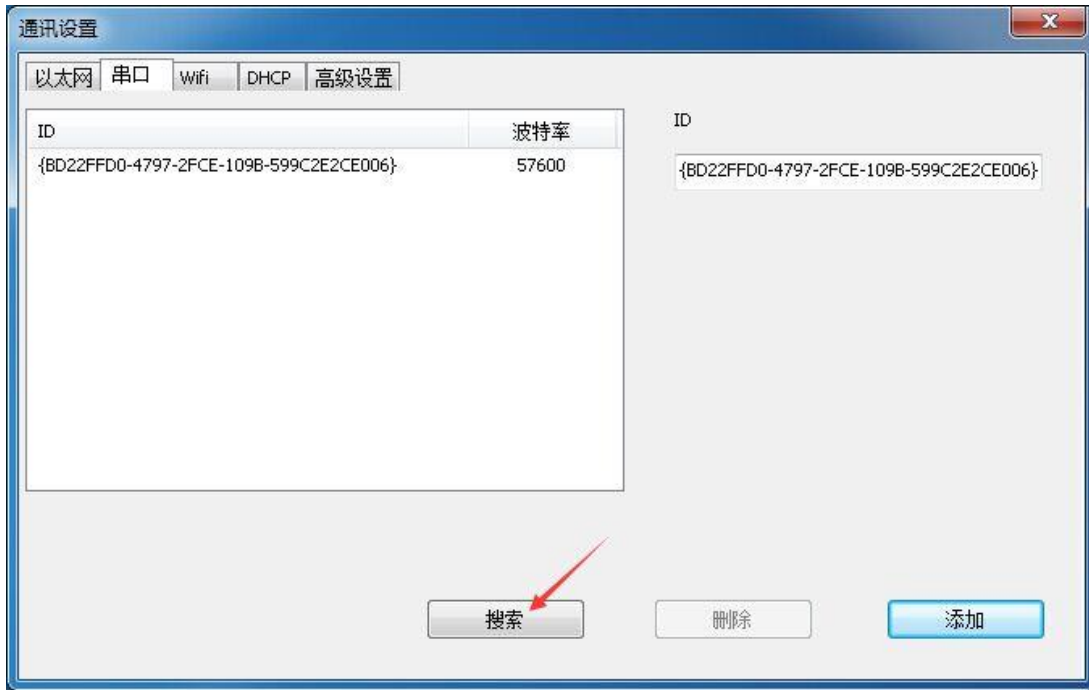 通讯设置
以太网 串口 Wifi DHCP 高级设置
ID 波特率
{BD22FFD0-4797-2FCE-109B-599C2E2CE006} 57600
ID
{BD22FFD0-4797-2FCE-109B-599C2E2CE006}
搜索 删除 添加